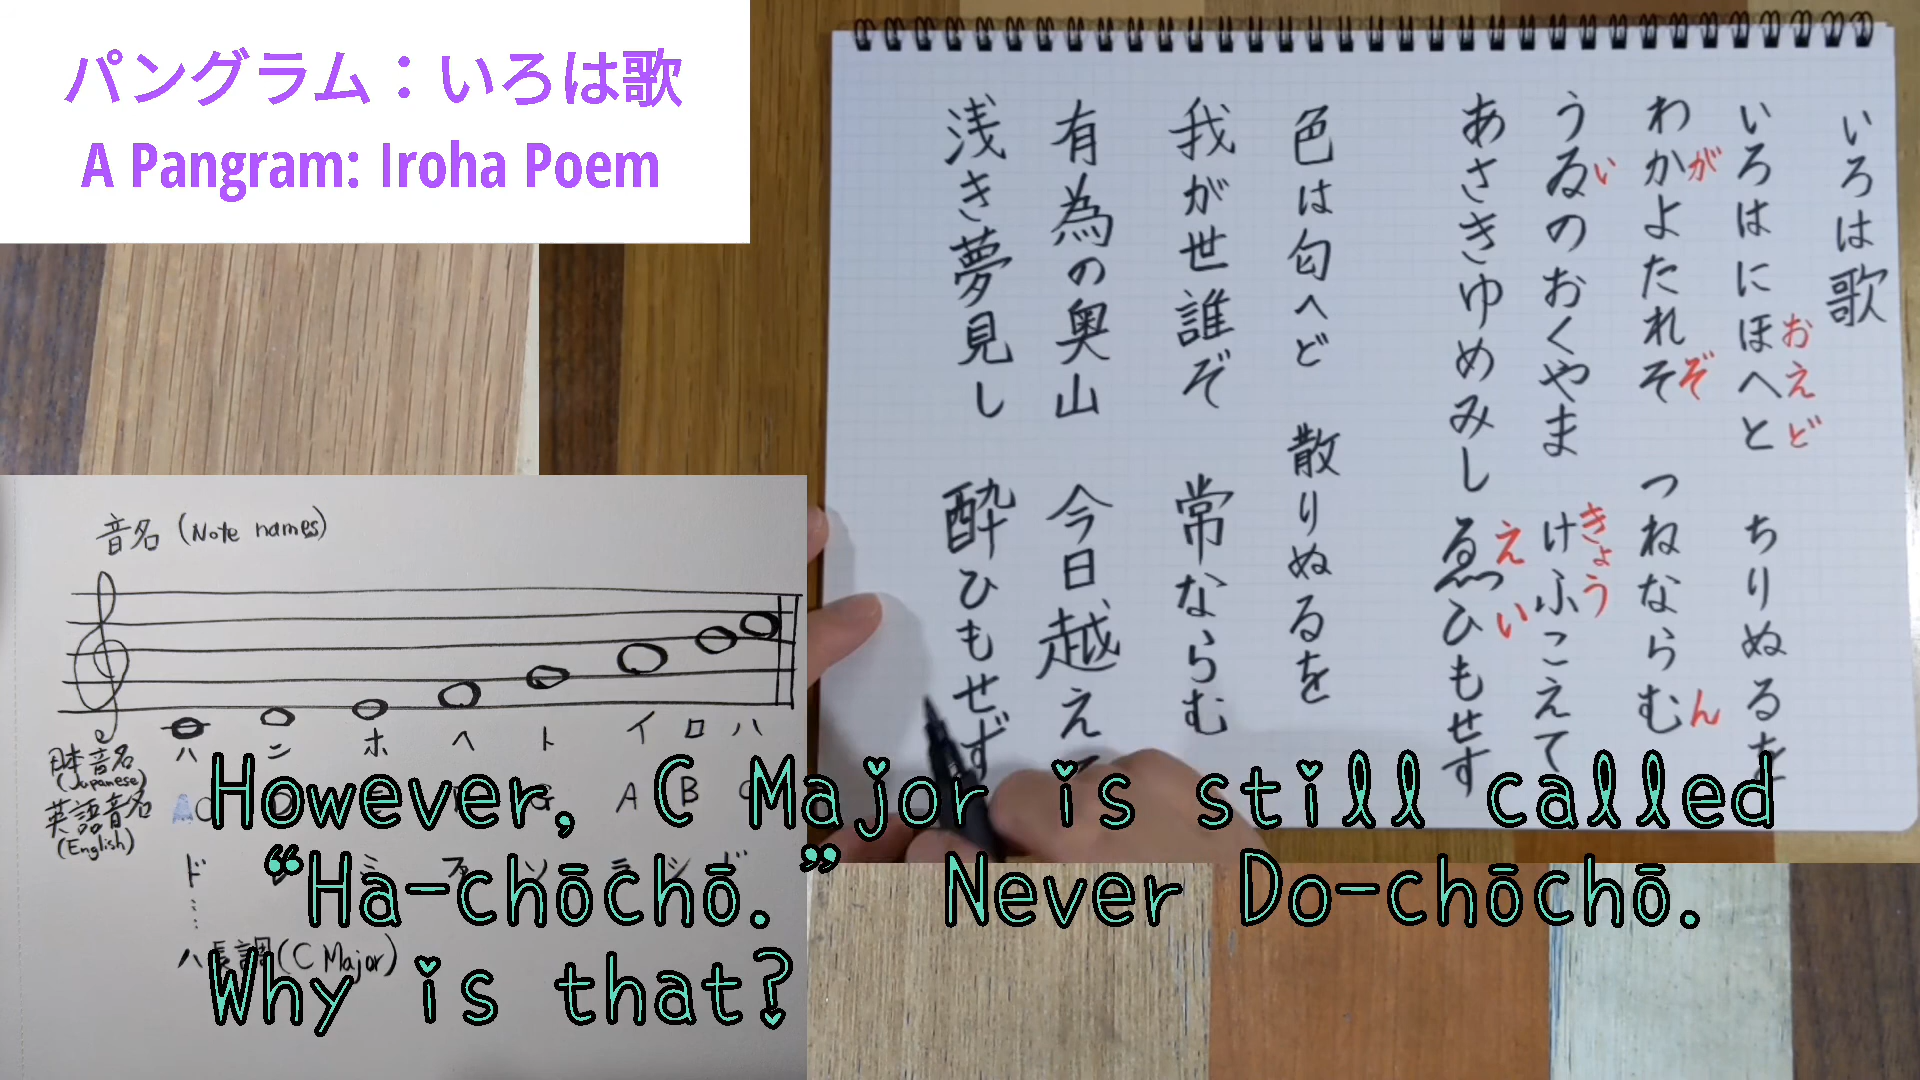 パングラム：いろは歌
A Pangram: Iroha Poem
いろは歌
いろはにほへと ちりぬるを
おえど
わかよたれそ つねならむ
がぞん
うゐのおくやま けふこえて
いきょう
あさきゆめみし ゑひもせす
えい
色は匂へど 散りぬるを
我が世誰ぞ 常ならむ
有為の奥山 今日越え
浅き夢見し 酔ひもせず
音名 (Note names)
ハ ニ ホ ヘ ト イ ロ ハ
日本音名
(Japanese)
英語音名
(English)
A B
ド
ハ長調 (C Major)
However, C Major is still called
“Ha-chōchō.” Never Do-chōchō.
Why is that?